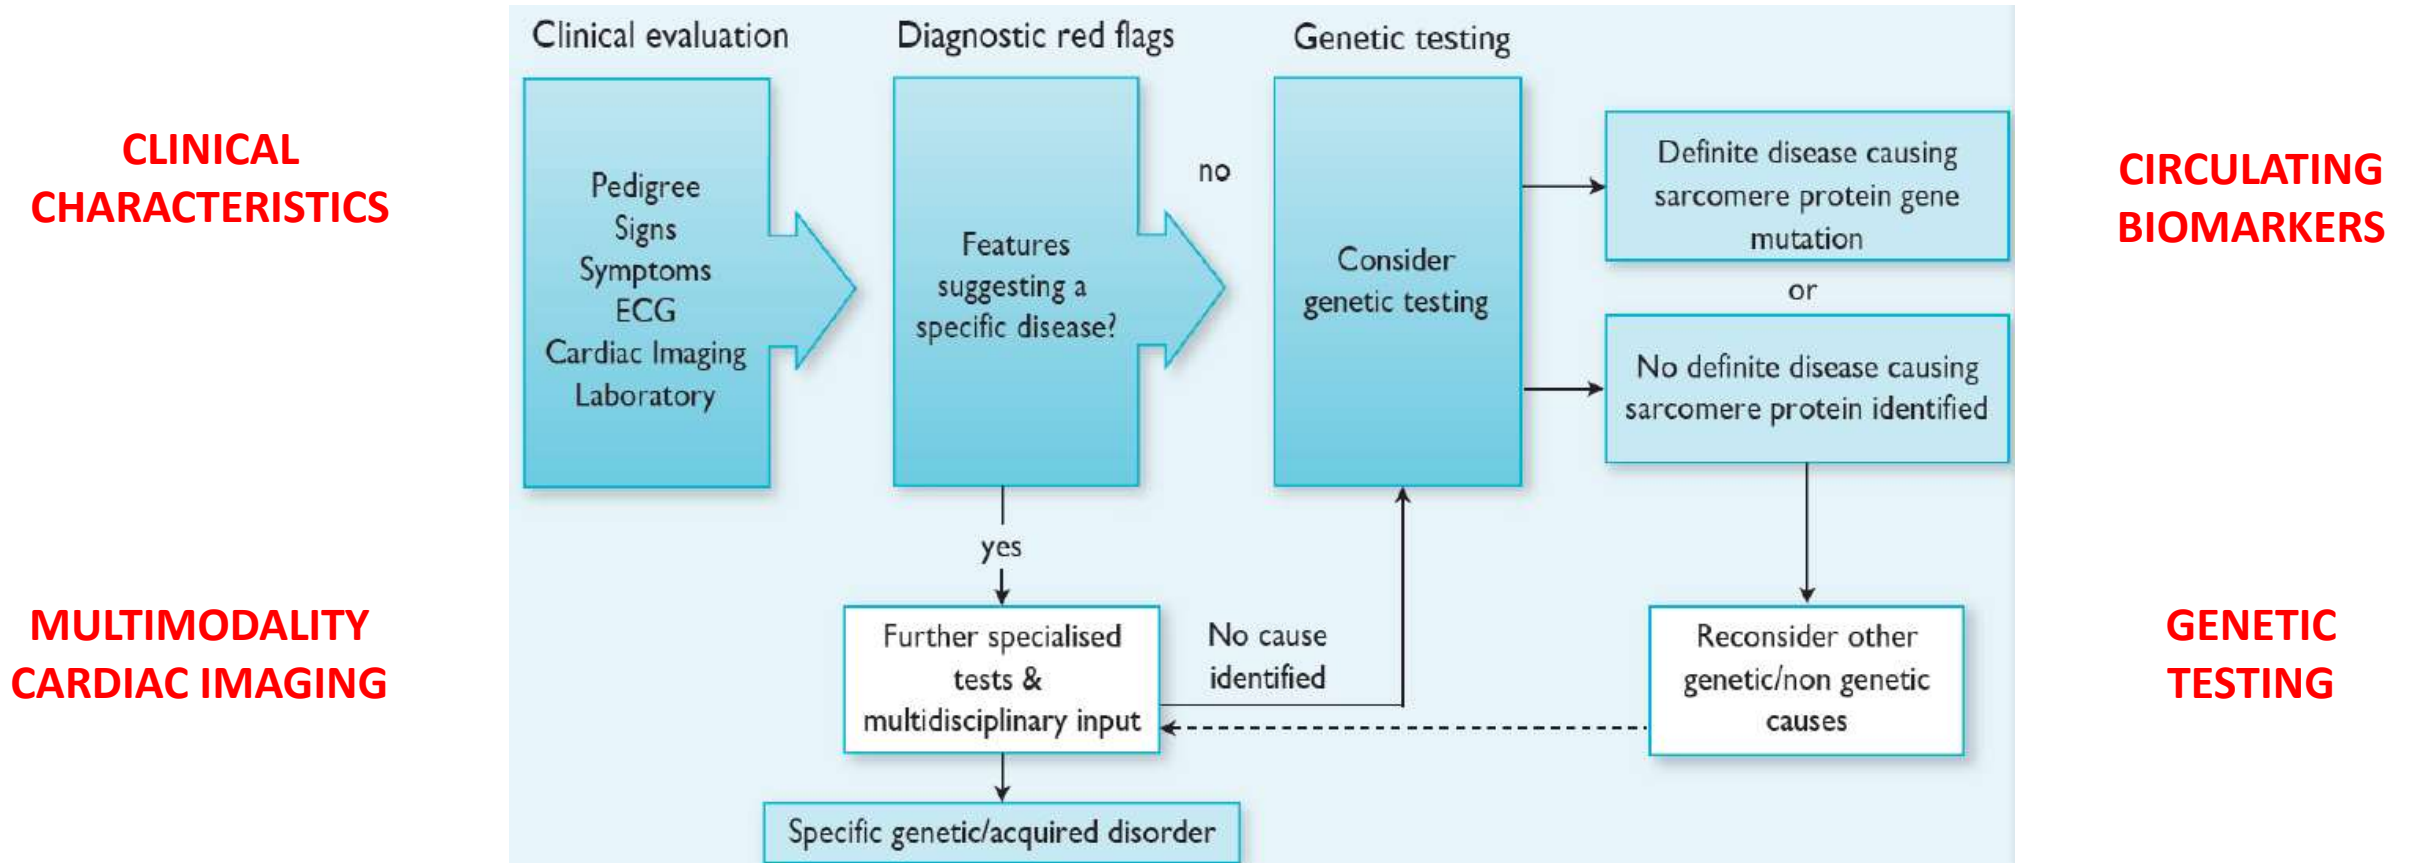 Clinical evaluation
Diagnostic red flags
Genetic testing
CLINICAL
CHARACTERISTICS
MULTIMODALITY
CARDIAC IMAGING
Pedigree
Signs
Symptoms
ECG
Cardiac Imaging
Laboratory
Features
suggesting a
specific disease?
no
yes
Further specialised
tests &
multidisciplinary input
No cause
identified
Specific genetic/acquired disorder
Consider
genetic testing
Definite disease causing
sarcomere protein gene
mutation
or
No definite disease causing
sarcomere protein identified
Reconsider other
genetic/non genetic
causes
CIRCULATING
BIOMARKERS
GENETIC
TESTING